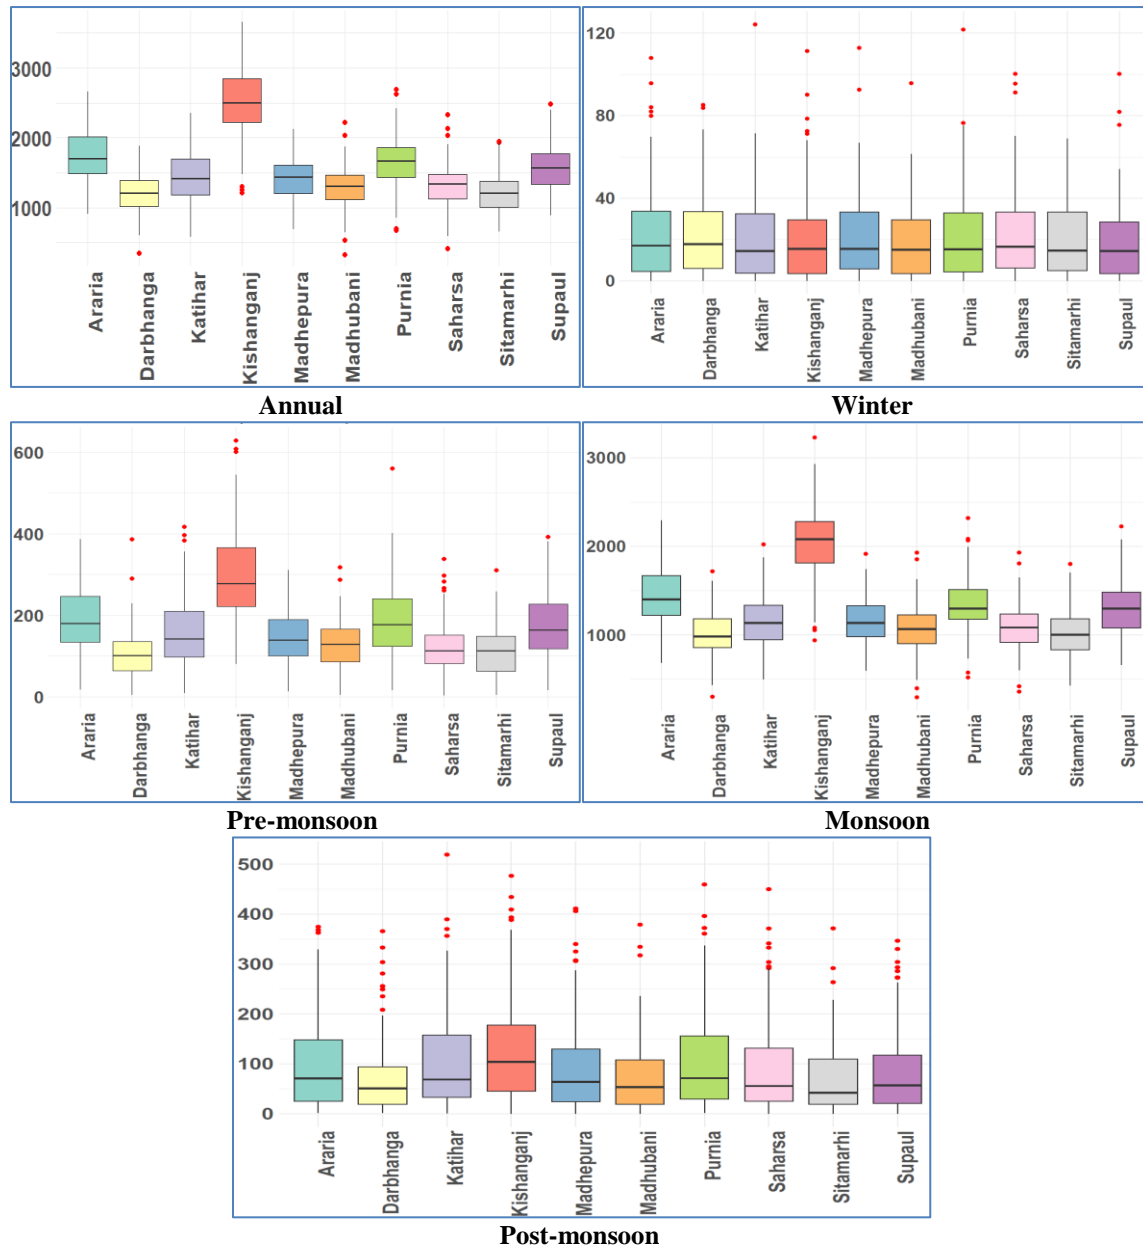 3000
2000
1000
Araria
Darbhanga
Katihar
Kishanganj
Madhepura
Madhubani
Purnia
Saharsa
Sitamarhi
Supaul
Annual
120
80
40
0
Araria
Darbhanga
Katihar
Kishanganj
Madhepura
Madhubani
Purnia
Saharsa
Sitamarhi
Supaul
Winter
600
400
200
0
Araria
Darbhanga
Katihar
Kishanganj
Madhepura
Madhubani
Purnia
Saharsa
Sitamarhi
Supaul
Pre-monsoon
3000
2000
1000
Araria
Darbhanga
Katihar
Kishanganj
Madhepura
Madhubani
Purnia
Saharsa
Sitamarhi
Supaul
Monsoon
500
400
300
200
100
0
Araria
Darbhanga
Katihar
Kishanganj
Madhepura
Madhubani
Purnia
Saharsa
Sitamarhi
Supaul
Post-monsoon